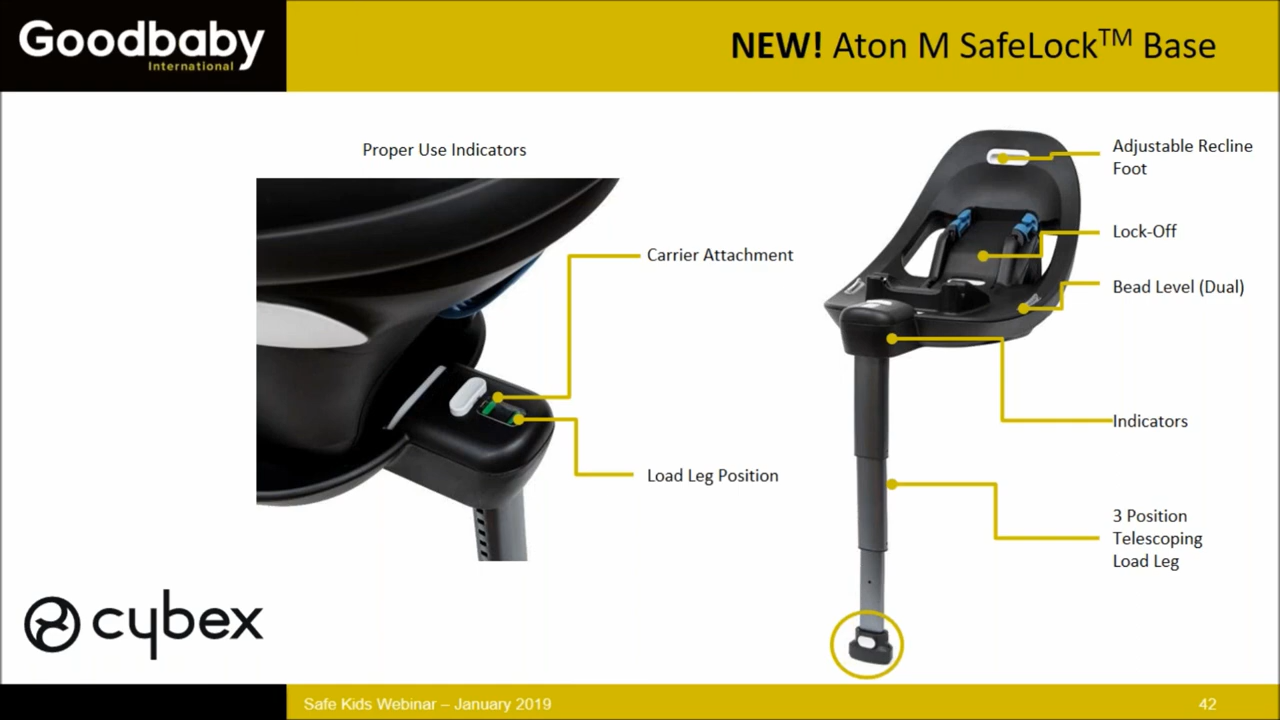 Goodbaby
International
NEW! Aton M SafeLock™ Base
Proper Use Indicators
Carrier Attachment
Load Leg Position
Adjustable Recline
Foot
Lock-Off
Bead Level (Dual)
Indicators
3 Position
Telescoping
Load Leg
cybex
Safe Kids Webinar – January 2019
42